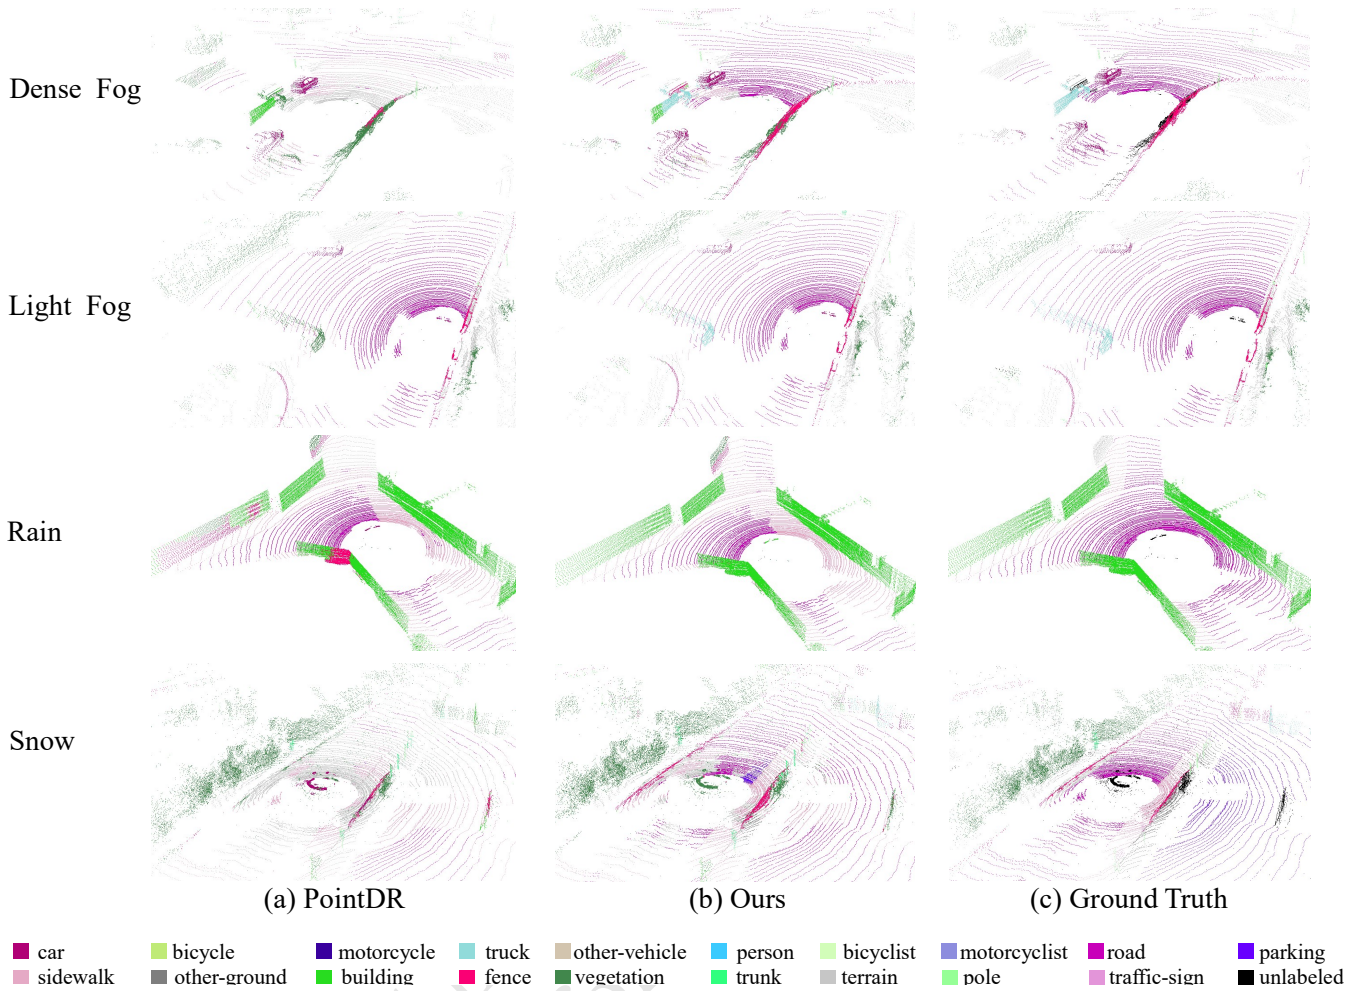 Dense Fog
Light Fog
Rain
Snow
(a) PointDR (b) Ours (c) Ground Truth
car bicycle motorcycle truck other-vehicle person bicyclist motorcyclist road parking
sidewalk other-ground building fence vegetation trunk terrain pole traffic-sign unlabeled